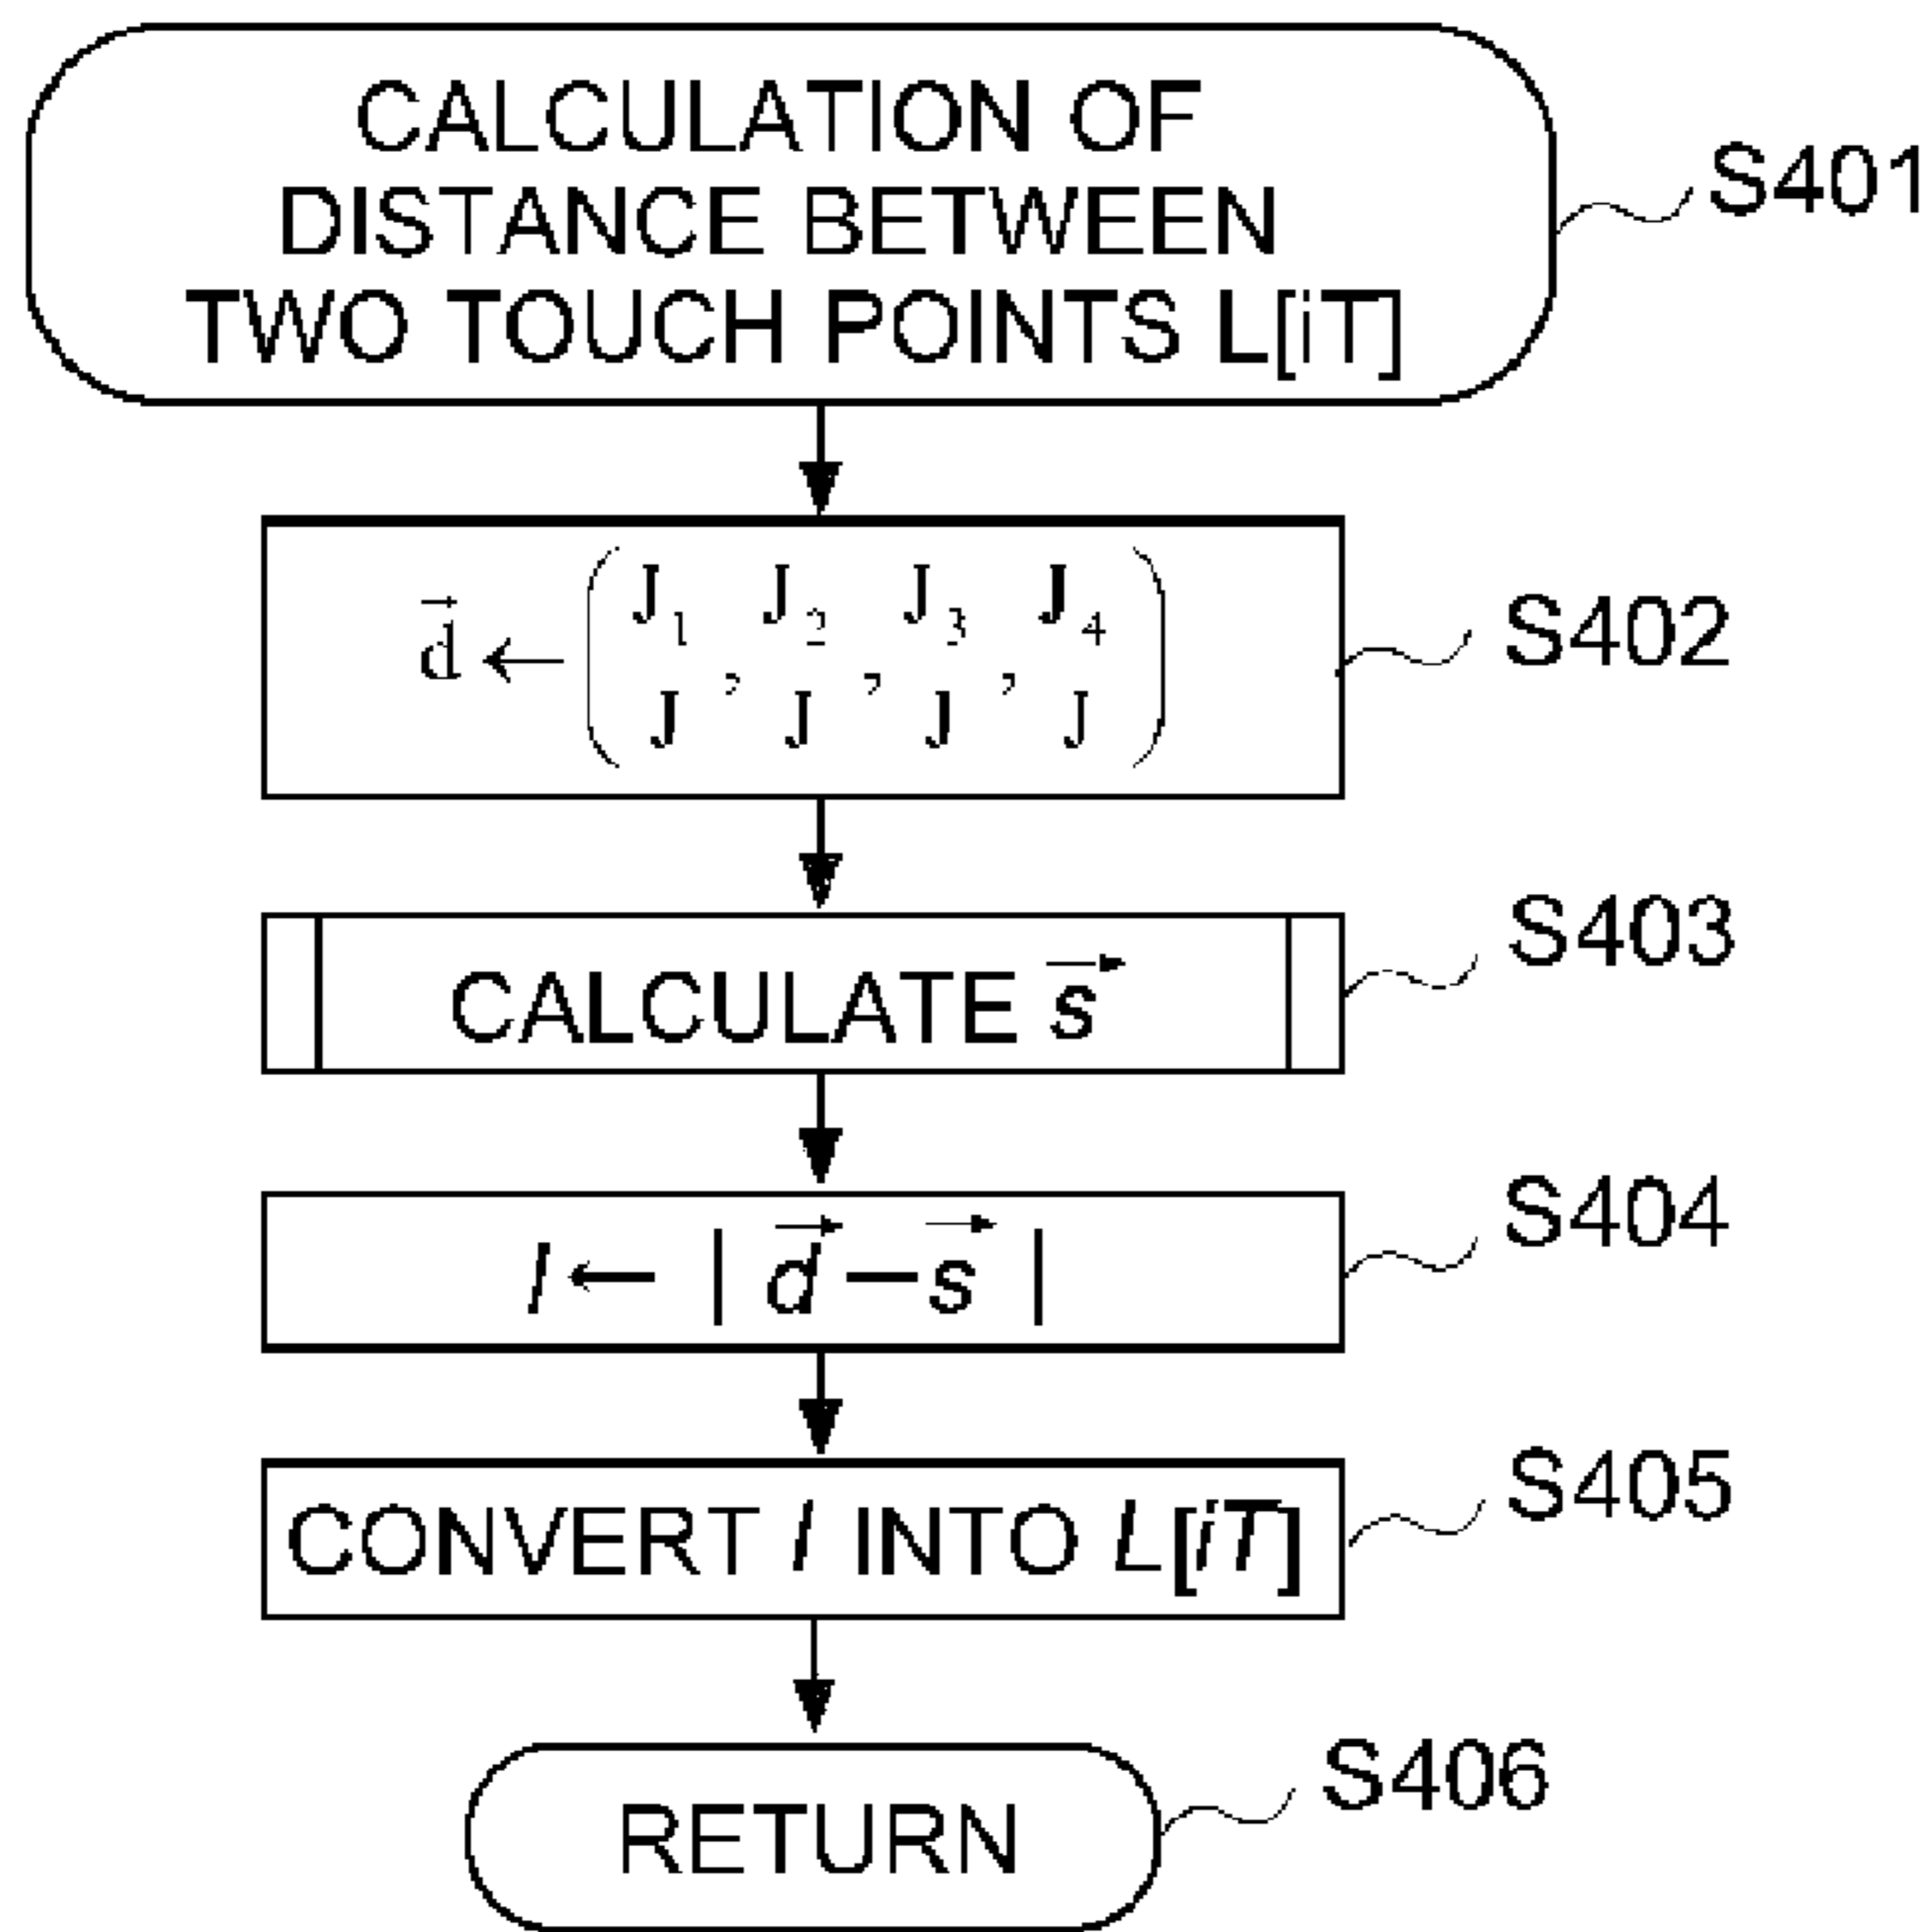 CALCULATION OF
DISTANCE BETWEEN
TWO TOUCH POINTS L[iT]
S401
d⃗ ← (J₁/J, J₂/J, J₃/J, J₄/J)
S402
CALCULATE s⃗
S403
l ← | d⃗ − s⃗ |
S404
CONVERT l INTO L[iT]
S405
RETURN
S406